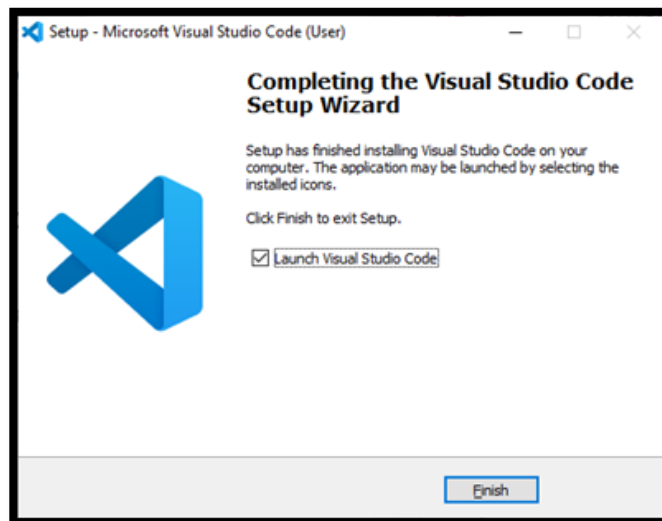 Setup - Microsoft Visual Studio Code (User)
Completing the Visual Studio Code
Setup Wizard
Setup has finished installing Visual Studio Code on your
computer. The application may be launched by selecting the
installed icons.
Click Finish to exit Setup.
Launch Visual Studio Code
Finish